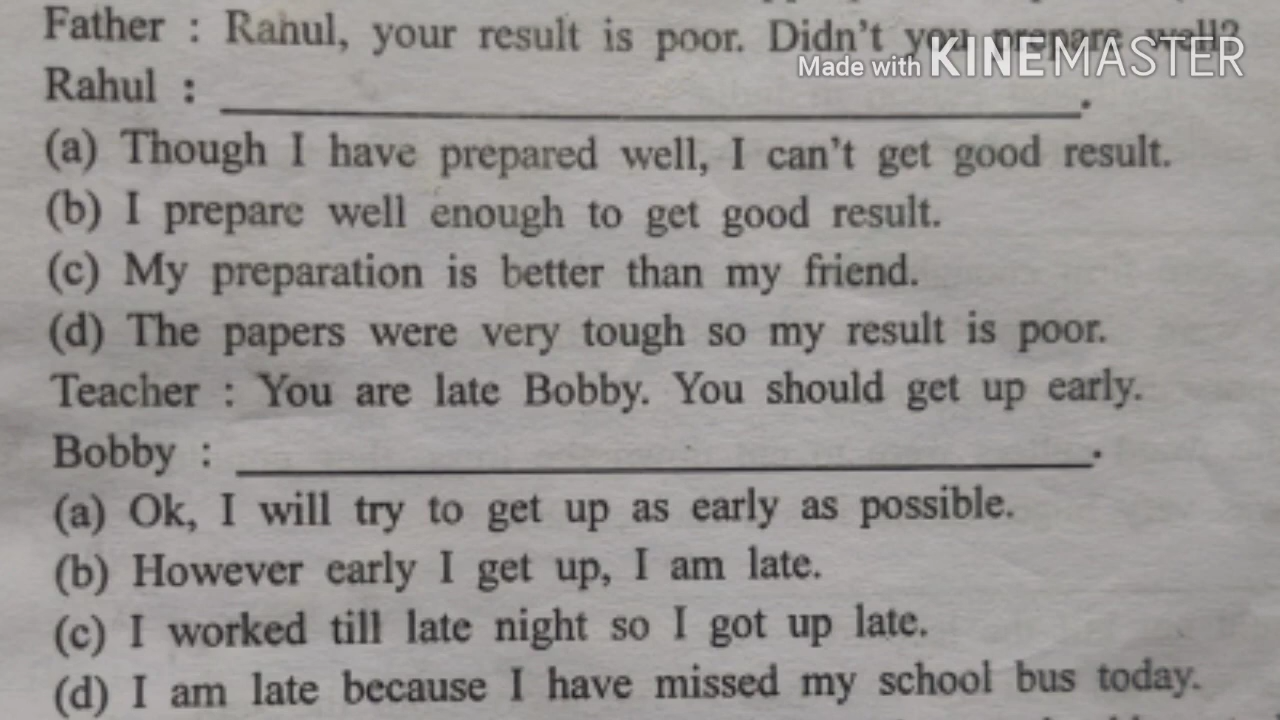 Father : Rahul, your result is poor. Didn't you prepare well?
Made with KINEMASTER
Rahul : ______________________________.
(a) Though I have prepared well, I can't get good result.
(b) I prepare well enough to get good result.
(c) My preparation is better than my friend.
(d) The papers were very tough so my result is poor.
Teacher : You are late Bobby. You should get up early.
Bobby : ______________________________.
(a) Ok, I will try to get up as early as possible.
(b) However early I get up, I am late.
(c) I worked till late night so I got up late.
(d) I am late because I have missed my school bus today.